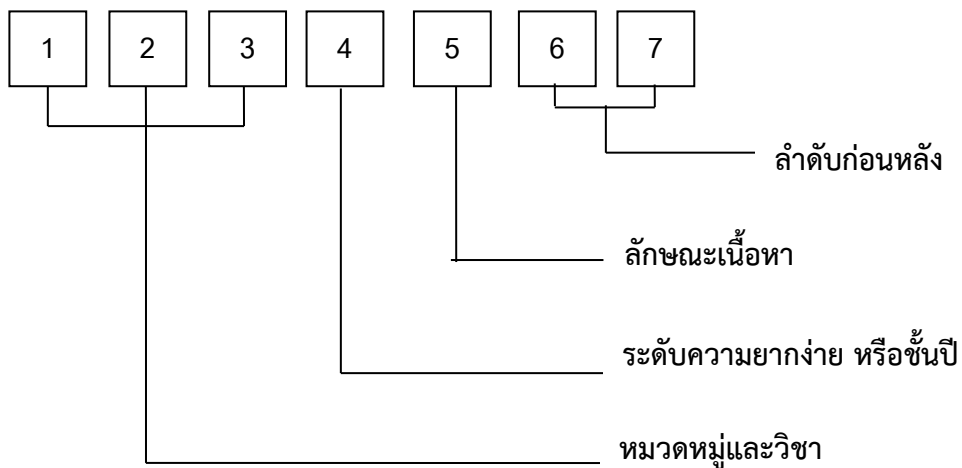 1 2 3 4 5 6 7
ลำดับก่อนหลัง
ลักษณะเนื้อหา
ระดับความยากง่าย หรือชั้นปี
หมวดหมู่และวิชา